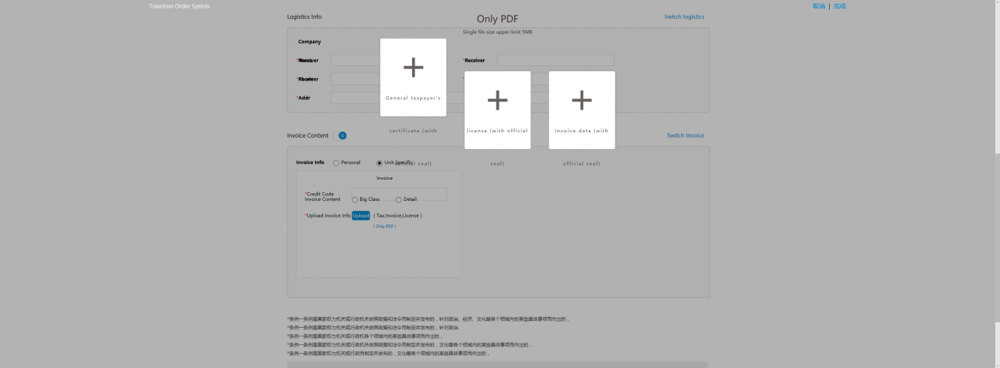 Tonetron Order Systrm
取消 | 完成
Logistics Info
Only PDF
Switch logistics
Single file size upper limit 5MB
Company
*Receiver
*Addr
General taxpayer's
certificate (with
official seal)
license (with official
seal)
Invoice data (with
official seal)
Invoice Content
Switch invoice
Invoice Info
Personal
Unit Specific
Invoice
*Credit Code
Invoice Content
Big Class
Detail
*Upload Invoice Info
Upload
( Tax,Invoice,License )
( Only PDF )
*条例一条例是国家权力机关或行政机关依照政策和法令而制定并发布的，针对政治、经济、文化等各个领域内的某些具体事项而作出的，
*条例一条例是国家权力机关或行政机关依照政策和法令而制定并发布的，针对政治、
*条例一条例是国家权力机关或行政机各个领域内的某些具体事项而作出的，
*条例一条例是国家权力机关或行政机关依照政策和法令而制定并发布的，文化等各个领域内的某些具体事项而作出的，
*条例一条例是国家权力机关或行政而制定并发布的，文化等各个领域内的某些具体事项而作出的，